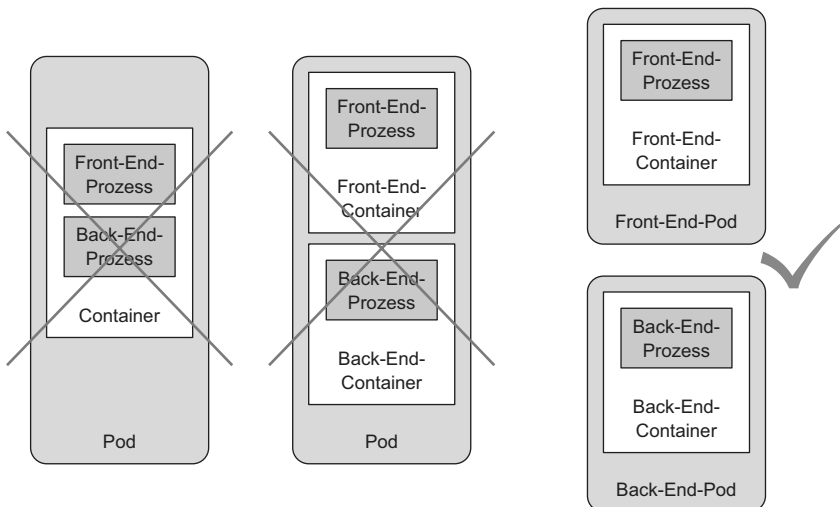 Front-End-
Prozess
Back-End-
Prozess
Container
Pod
Front-End-
Prozess
Front-End-
Container
Back-End-
Prozess
Back-End-
Container
Pod
Front-End-
Prozess
Front-End-
Container
Front-End-Pod
Back-End-
Prozess
Back-End-
Container
Back-End-Pod